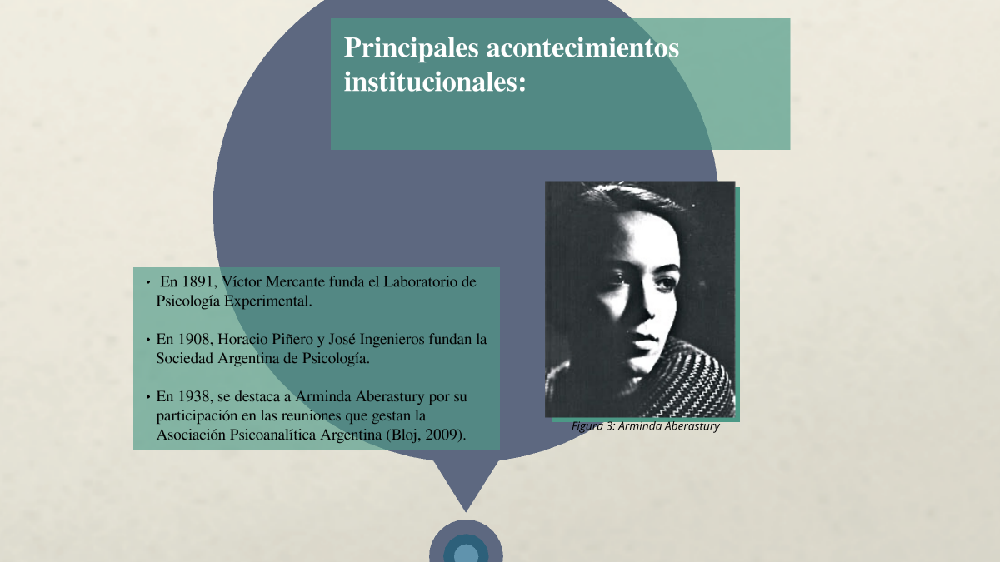 Principales acontecimientos
institucionales:
• En 1891, Víctor Mercante funda el Laboratorio de
Psicología Experimental.
• En 1908, Horacio Piñero y José Ingenieros fundan la
Sociedad Argentina de Psicología.
• En 1938, se destaca a Arminda Aberastury por su
participación en las reuniones que gestan la
Asociación Psicoanalítica Argentina (Bloj, 2009).
Figura 3: Arminda Aberastury